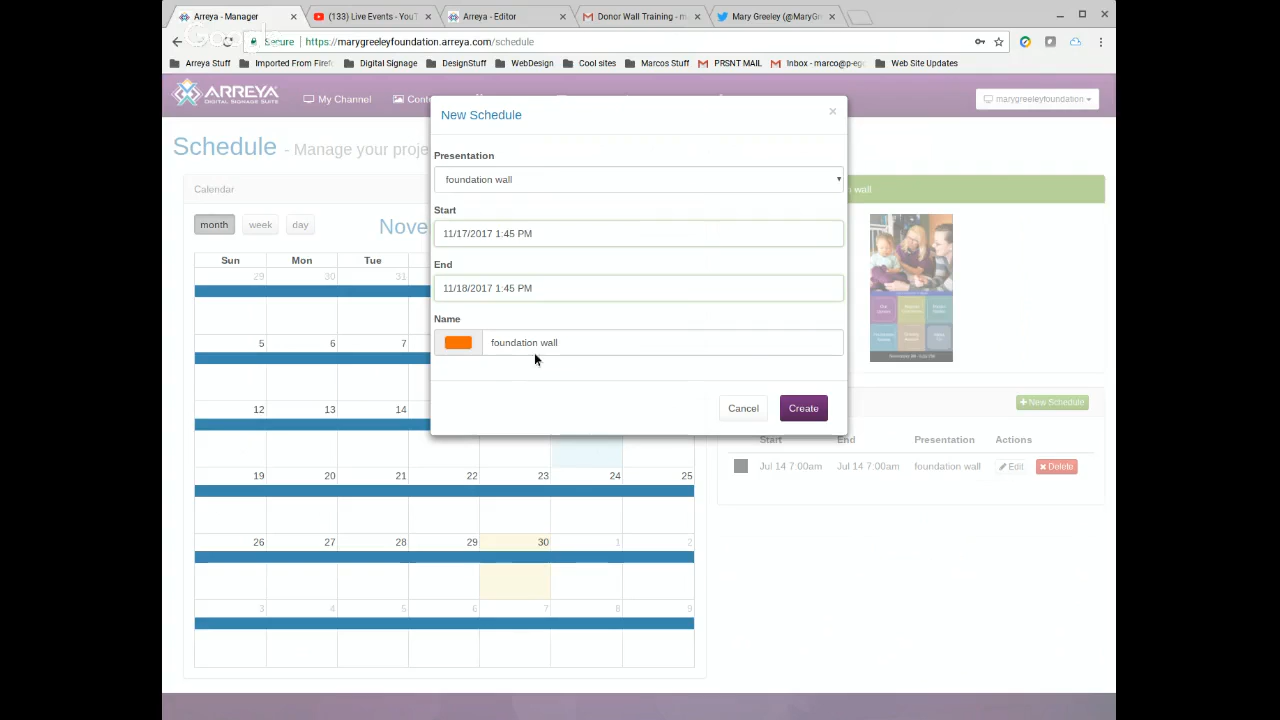 Arreya - Manager
(133) Live Events - YouT
Arreya - Editor
Donor Wall Training - m
Mary Greeley (@MaryGr
Google
Secure
https://marygreeleyfoundation.arreya.com/schedule
Arreya Stuff
Imported From Firef
Digital Signage
DesignStuff
WebDesign
Cool sites
Marcos Stuff
PRSNT MAIL
Inbox - marco@p-eg
Web Site Updates
ARREYA
DIGITAL SIGNAGE SUITE
My Channel
Conte
marygreeleyfoundation
Schedule - Manage your proje
New Schedule
×
Presentation
foundation wall
Start
11/17/2017 1:45 PM
End
11/18/2017 1:45 PM
Name
foundation wall
Cancel
Create
Calendar
month week day
Nove
Sun Mon Tue
29 30 31
5 6 7
12 13 14
19 20 21 22 23 24 25
26 27 28 29 30 1 2
3 4 5 6 7 8 9
wall
+ New Schedule
Start End Presentation Actions
Jul 14 7:00am Jul 14 7:00am foundation wall Edit Delete